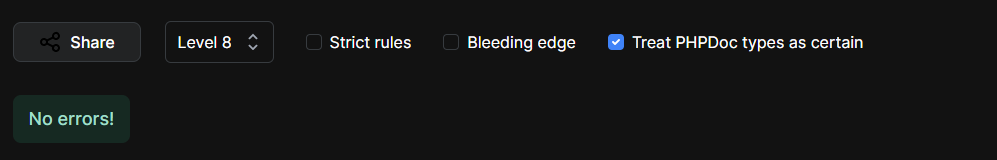 Share Level 8 Strict rules Bleeding edge Treat PHPDoc types as certain
No errors!